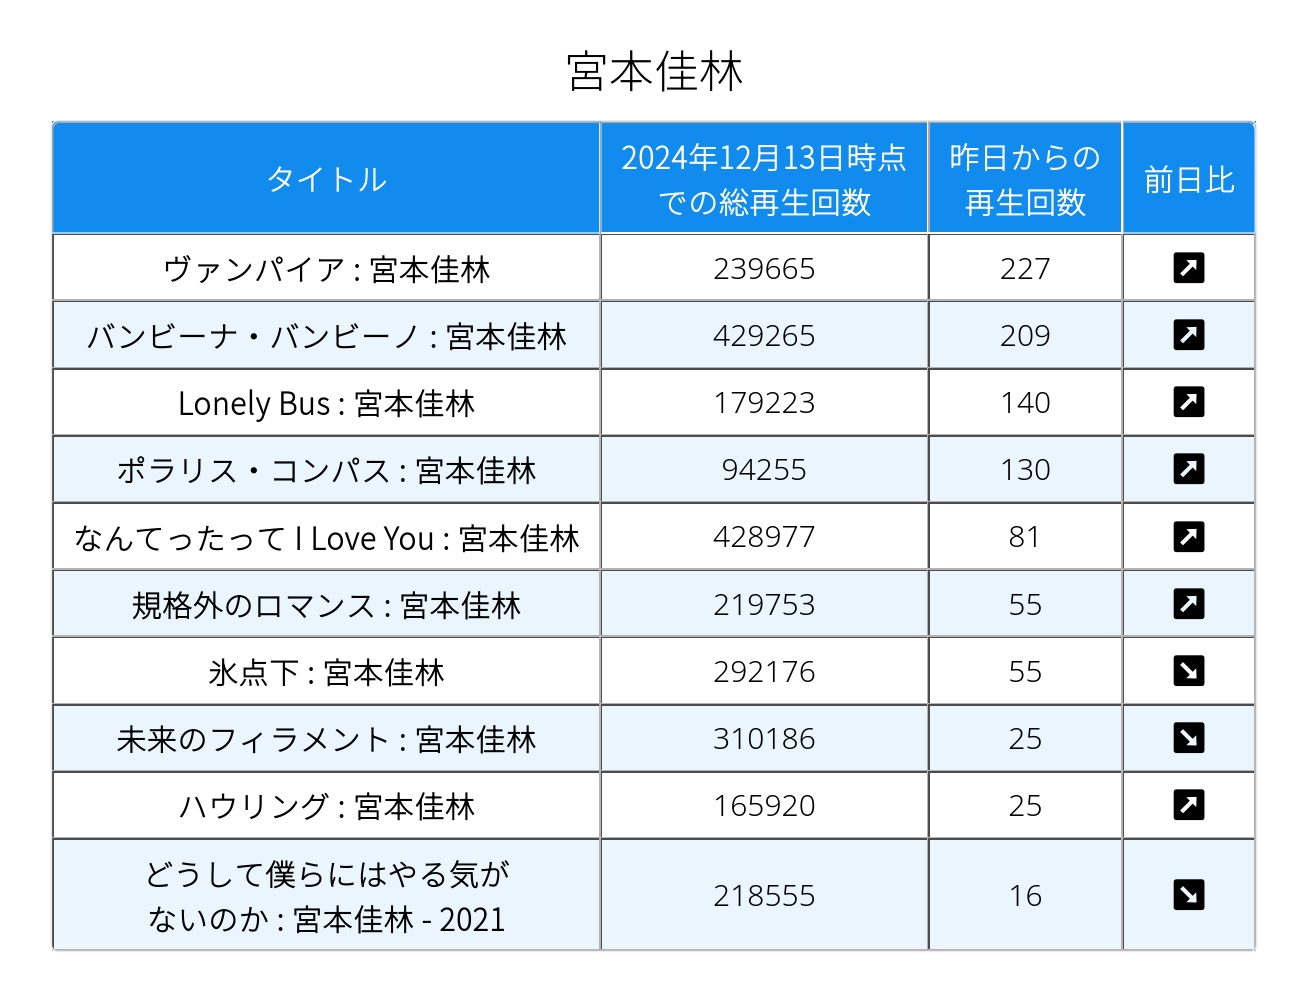 宮本佳林
タイトル
2024年12月13日時点
での総再生回数
昨日からの
再生回数
前日比
ヴァンパイア : 宮本佳林 239665 227 ↗
バンビーナ・バンビーノ : 宮本佳林 429265 209 ↗
Lonely Bus : 宮本佳林 179223 140 ↗
ポラリス・コンパス : 宮本佳林 94255 130 ↗
なんてったって I Love You : 宮本佳林 428977 81 ↗
規格外のロマンス : 宮本佳林 219753 55 ↗
氷点下 : 宮本佳林 292176 55 ↘
未来のフィラメント : 宮本佳林 310186 25 ↘
ハウリング : 宮本佳林 165920 25 ↗
どうして僕らにはやる気が
ないのか : 宮本佳林 - 2021 218555 16 ↘